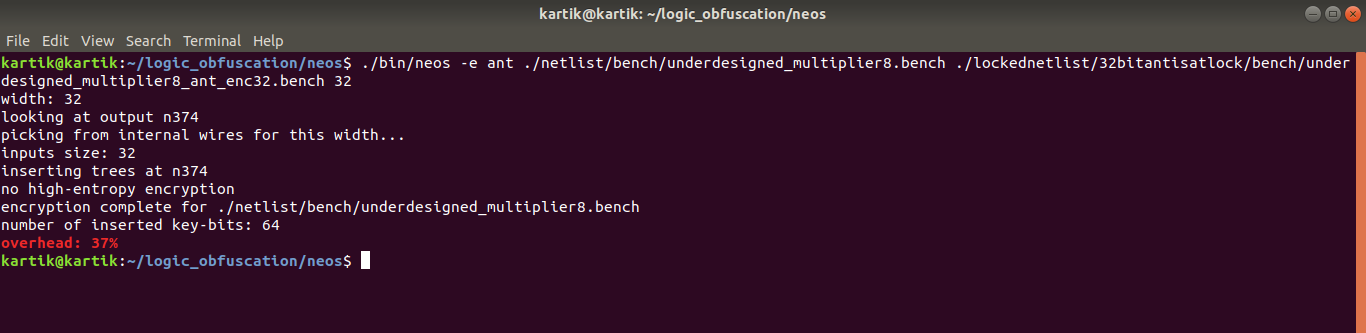 kartik@kartik: ~/logic_obfuscation/neos
File Edit View Search Terminal Help
kartik@kartik:~/logic_obfuscation/neos$ ./bin/neos -e ant ./netlist/bench/underdesigned_multiplier8.bench ./lockednetlist/32bitantisatlock/bench/under
designed_multiplier8_ant_enc32.bench 32
width: 32
looking at output n374
picking from internal wires for this width...
inputs size: 32
inserting trees at n374
no high-entropy encryption
encryption complete for ./netlist/bench/underdesigned_multiplier8.bench
number of inserted key-bits: 64
overhead: 37%
kartik@kartik:~/logic_obfuscation/neos$